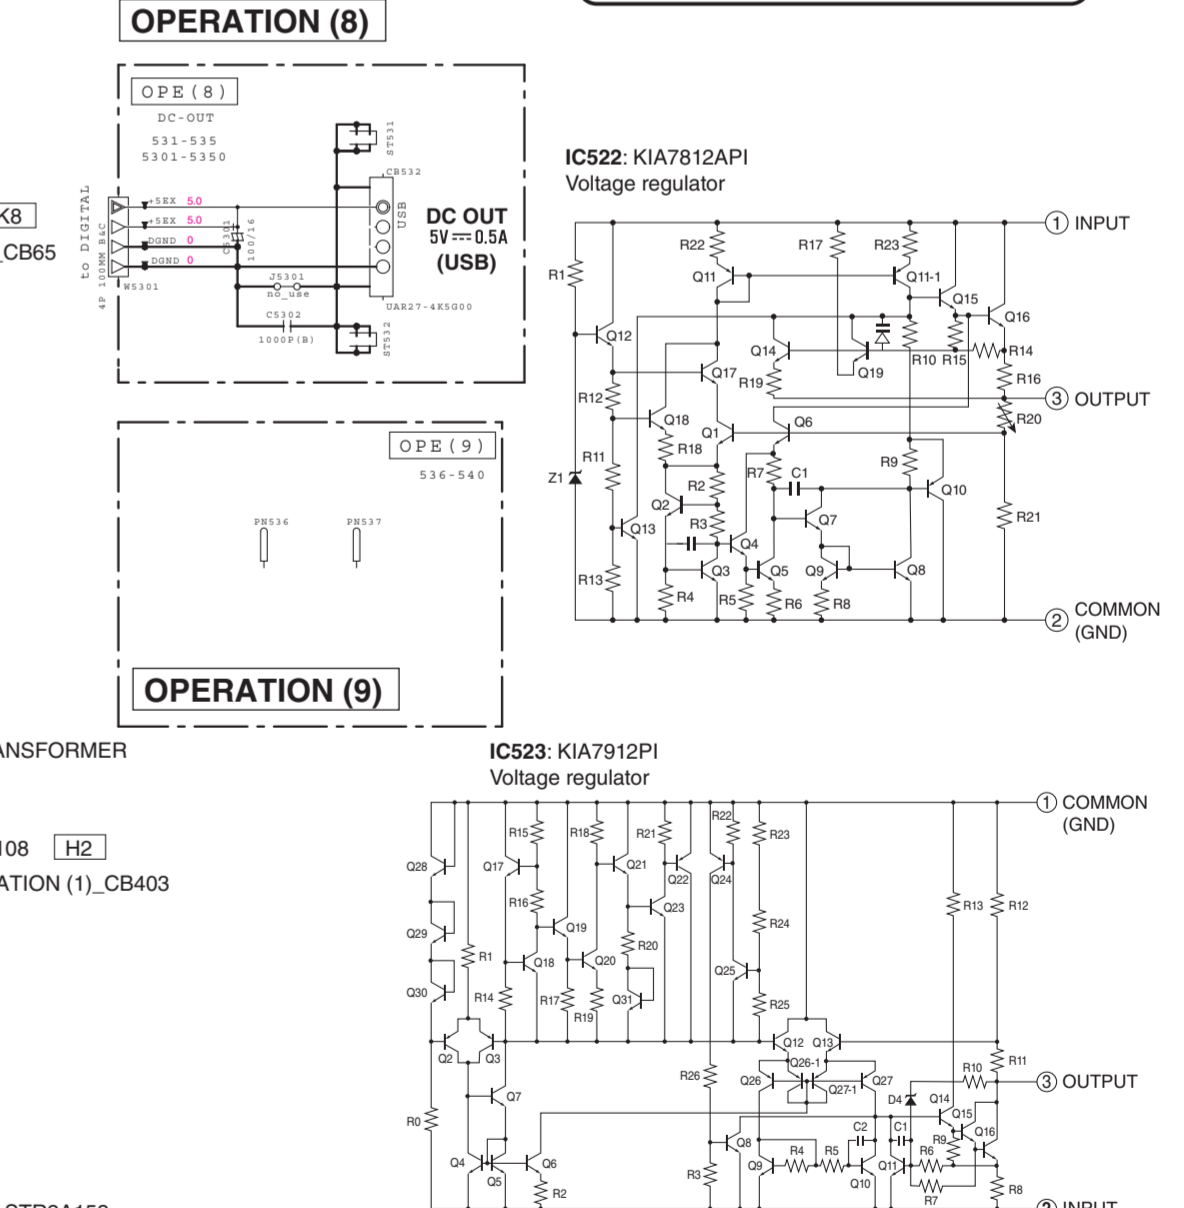 OPERATION (8)
OPE(8)
DC-OUT
531-535
5301-5350
ST531
CB532
to DIGITAL
4P 100MM B&C
+5EX 5.0
+5EX 5.0
DGND 0
DGND 0
W5301
C5301
100/16
USB
DC OUT
5V 0.5A
(USB)
J5301
no_use
C5302
1000P(B)
UAR27-4K5G00
ST532
K8
_CB65
OPE(9)
536-540
PN536
PN537
OPERATION (9)
IC522: KIA7812API
Voltage regulator
1 INPUT
R22
R17
R23
R1
Q11
Q11-1
Q15
Q16
Q12
Q14
Q19
R10
R15
R14
R19
R16
Q17
3 OUTPUT
R12
R20
Q18
Q1
Q6
R18
R11
R9
Z1
R7
C1
R2
Q10
Q2
R3
Q13
Q4
Q7
R21
Q3
Q5
Q9
Q8
R13
R4
R5
R6
R8
2 COMMON
(GND)
ANSFORMER
108
H2
ATION (1)_CB403
IC523: KIA7912PI
Voltage regulator
1 COMMON
(GND)
R15
R18
R21
R22
R23
Q28
Q17
Q21
Q22
Q24
R16
Q23
R13
R12
Q29
Q19
R24
R1
R20
Q18
Q20
Q25
Q30
R14
R17
R19
Q31
R25
Q2
Q3
Q12
Q13
Q26-1
R11
R26
Q26
Q27-1
Q27
R10
3 OUTPUT
Q7
D4
Q14
Q15
R0
C2
C1
Q16
Q8
R9
Q4
Q5
Q6
R3
Q9
R4
R5
Q10
Q11
R6
R2
R7
R8
2 INPUT